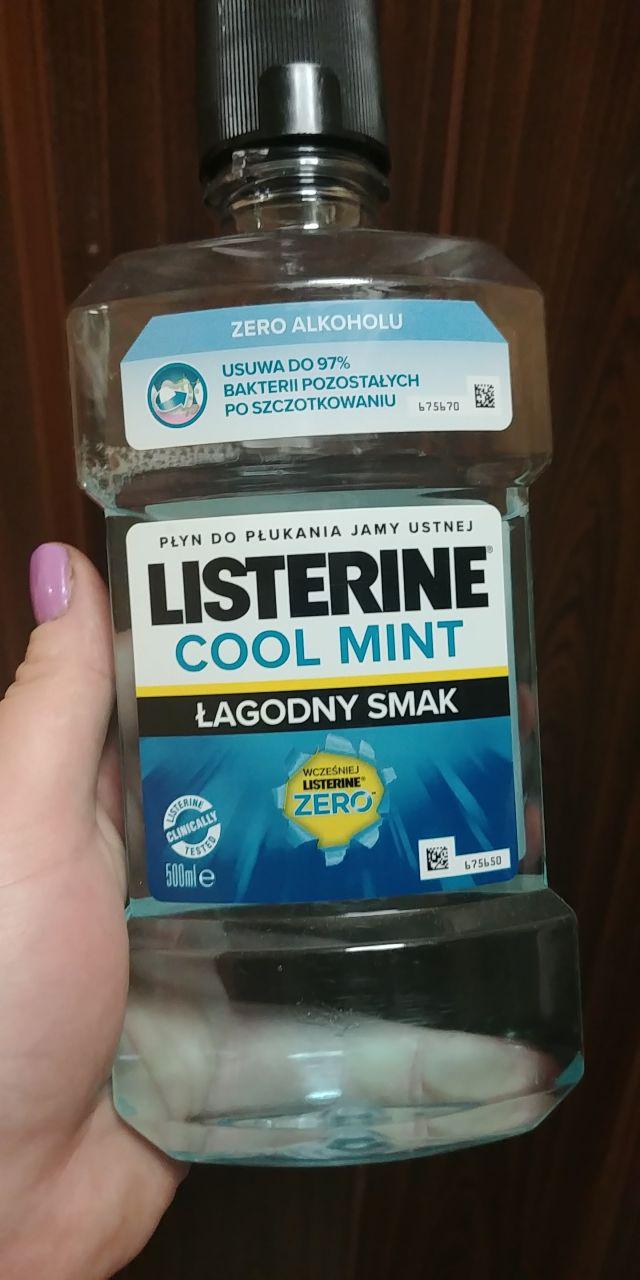 ZERO ALKOHOLU
USUWA DO 97%
BAKTERII POZOSTAŁYCH
PO SZCZOTKOWANIU
675670
PŁYN DO PŁUKANIA JAMY USTNEJ
LISTERINE®
COOL MINT
ŁAGODNY SMAK
WCZEŚNIEJ
LISTERINE®
ZERO™
LISTERINE
CLINICALLY
TESTED
500ml e
675650